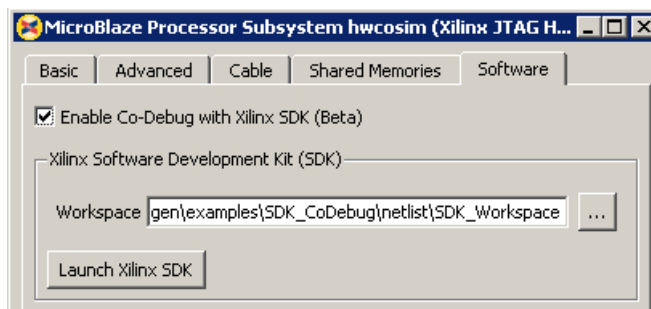 MicroBlaze Processor Subsystem hwcosim (Xilinx JTAG H...
Basic Advanced Cable Shared Memories Software
Enable Co-Debug with Xilinx SDK (Beta)
Xilinx Software Development Kit (SDK)
Workspace gen\examples\SDK_CoDebug\netlist\SDK_Workspace ...
Launch Xilinx SDK